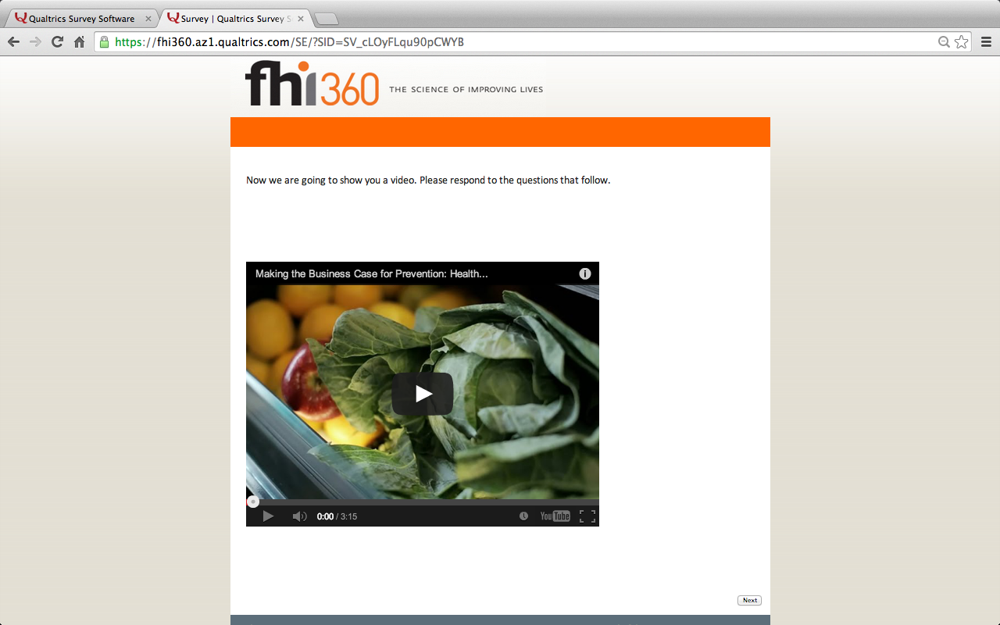 Qualtrics Survey Software
Survey | Qualtrics Survey S
https://fhi360.az1.qualtrics.com/SE/?SID=SV_cLOyFLqu90pCWYB
fhi360 THE SCIENCE OF IMPROVING LIVES
Now we are going to show you a video. Please respond to the questions that follow.
Making the Business Case for Prevention: Health...
0:00 / 3:15
YouTube
Next